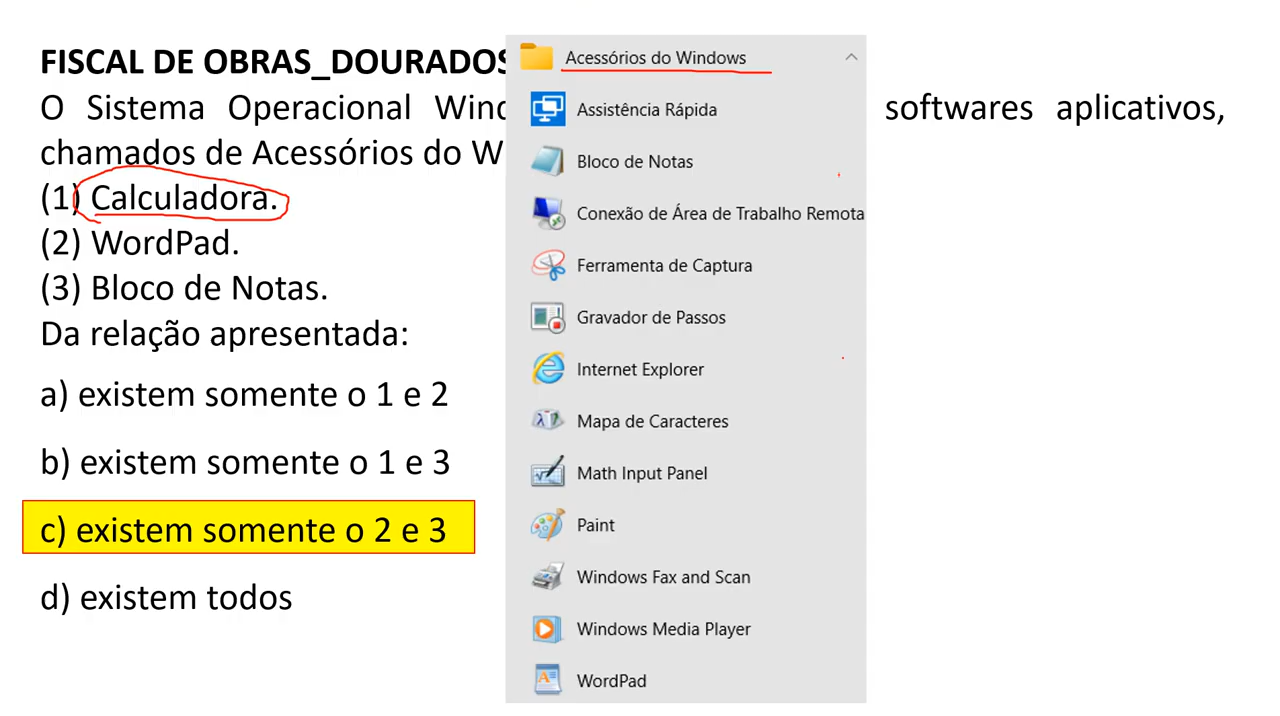 FISCAL DE OBRAS_DOURADOS
O Sistema Operacional softwares aplicativos,
chamados de Acessórios do
(1) Calculadora.
(2) WordPad.
(3) Bloco de Notas.
Da relação apresentada:
a) existem somente o 1 e 2
b) existem somente o 1 e 3
c) existem somente o 2 e 3
d) existem todos
Acessórios do Windows
Assistência Rápida
Bloco de Notas
Conexão de Área de Trabalho Remota
Ferramenta de Captura
Gravador de Passos
Internet Explorer
Mapa de Caracteres
Math Input Panel
Paint
Windows Fax and Scan
Windows Media Player
WordPad